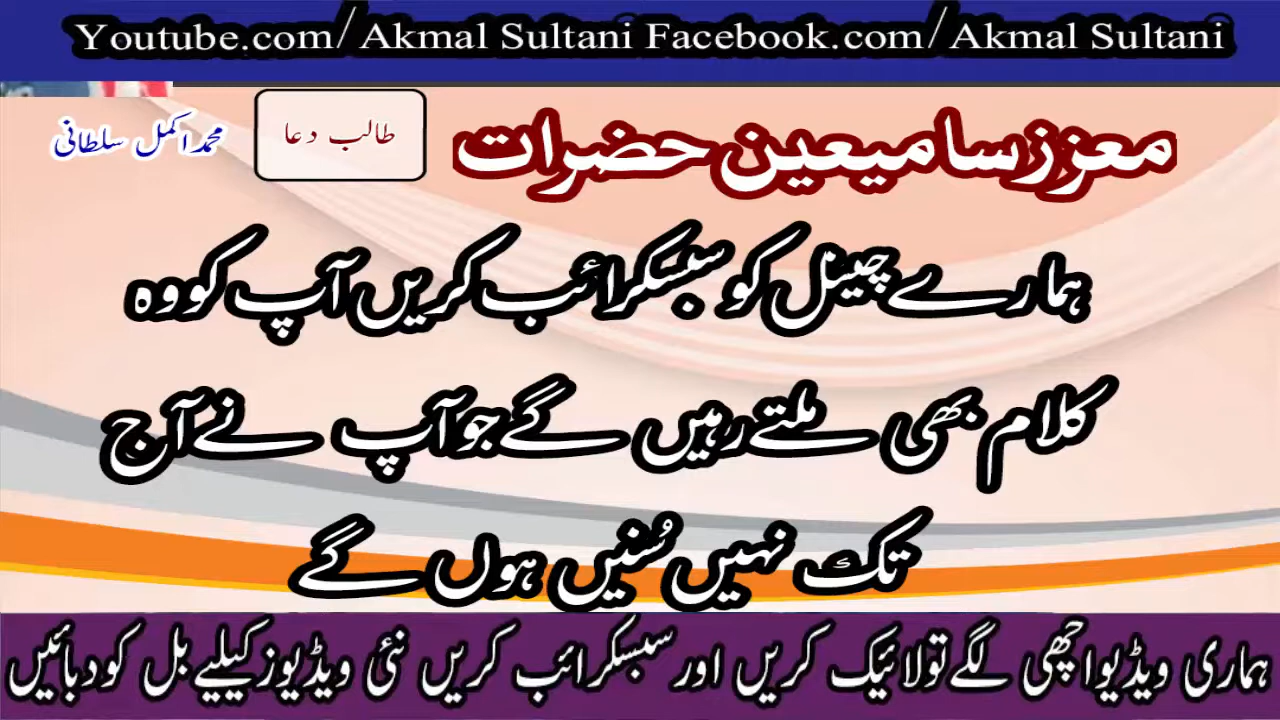 Youtube.com/Akmal Sultani Facebook.com/Akmal Sultani
معزز سامیعین حضرات
طالب دعا
محمد اکمل سلطانی
ہمارے چینل کو سبسکرائب کریں آپ کو وہ
کلام بھی ملتے رہیں گے جو آپ نے آج
تک نہیں سُنیں ہوں گے
ہماری ویڈیو اچھی لگے تو لائیک کریں اور سبسکرائب کریں نئی ویڈیوز کیلیے بل کو دبائیں